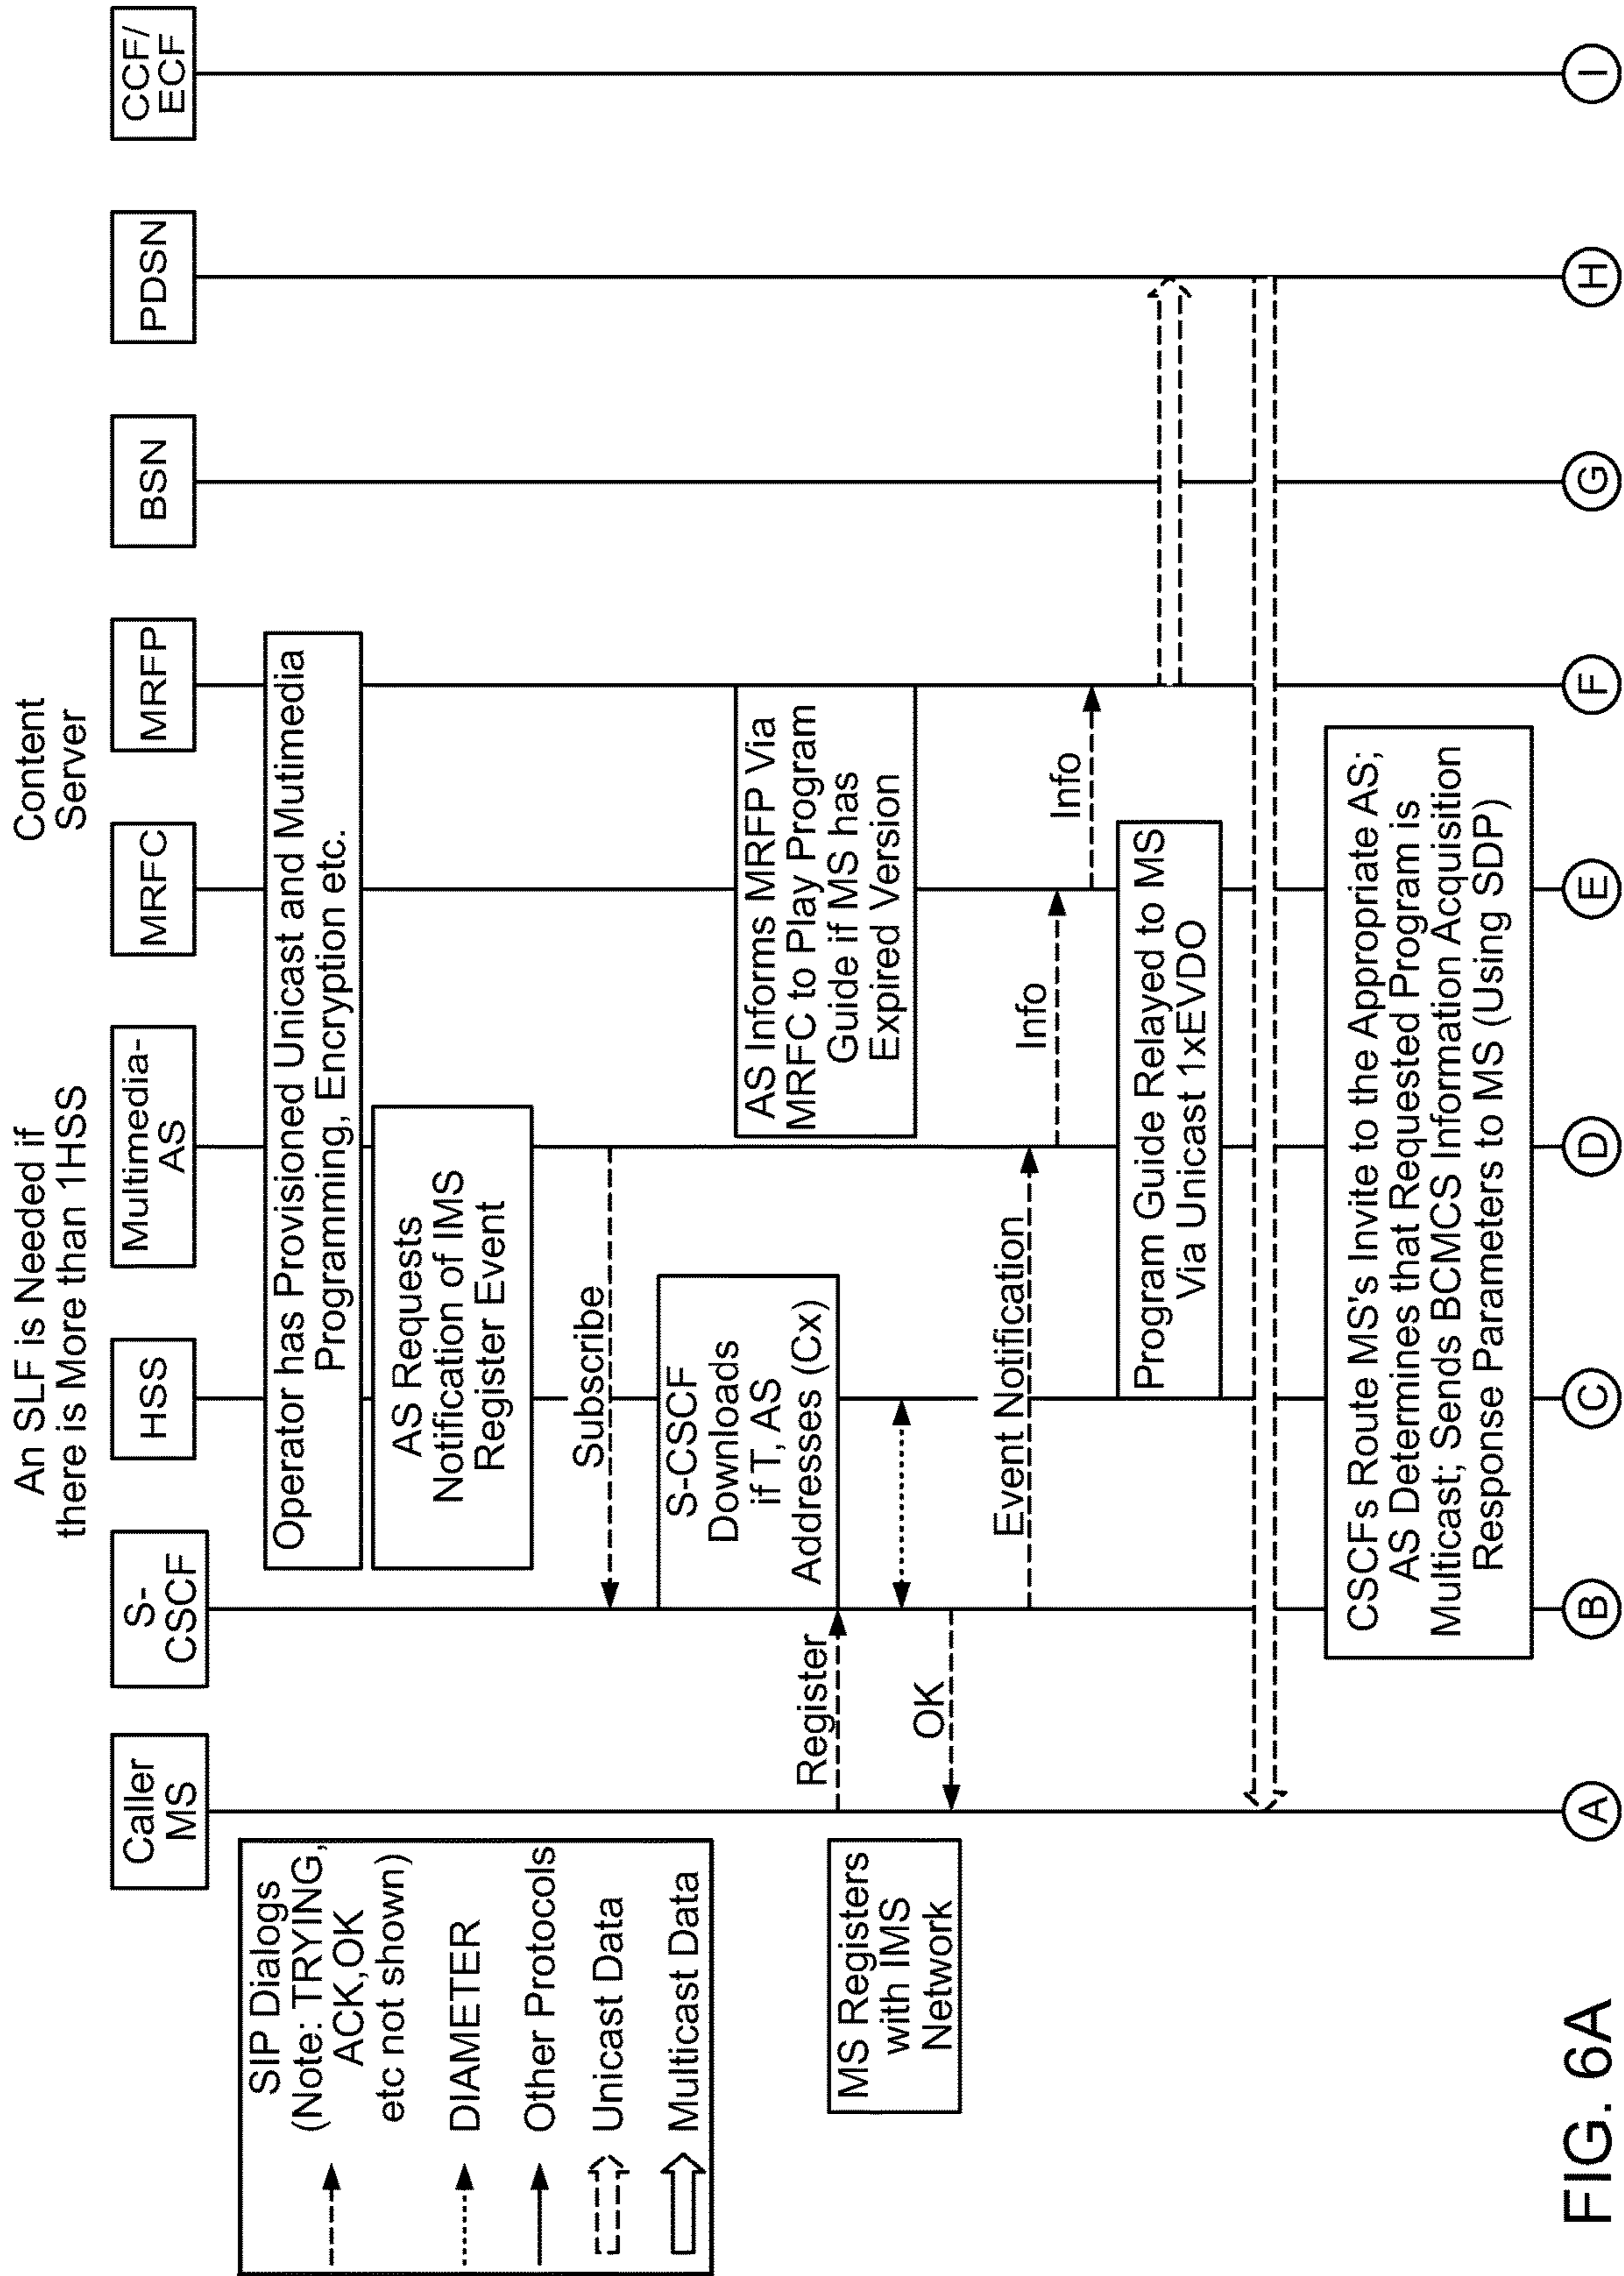 An SLF is Needed if
there is More than 1HSS
Content
Server
Caller
MS
S-
CSCF
HSS
Multimedia-
AS
MRFC
MRFP
BSN
PDSN
CCF/
ECF
SIP Dialogs
(Note: TRYING,
ACK,OK
etc not shown)
DIAMETER
Other Protocols
Unicast Data
Multicast Data
Operator has Provisioned Unicast and Mutimedia
Programming, Encryption etc.
AS Requests
Notification of IMS
Register Event
Subscribe
S-CSCF
Downloads
if T, AS
Addresses (Cx)
AS Informs MRFP Via
MRFC to Play Program
Guide if MS has
Expired Version
MS Registers
with IMS
Network
Register
OK
Event Notification
Info
Info
Program Guide Relayed to MS
Via Unicast 1xEVDO
CSCFs Route MS's Invite to the Appropriate AS;
AS Determines that Requested Program is
Multicast; Sends BCMCS Information Acquisition
Response Parameters to MS (Using SDP)
A
B
C
D
E
F
G
H
I
FIG. 6A